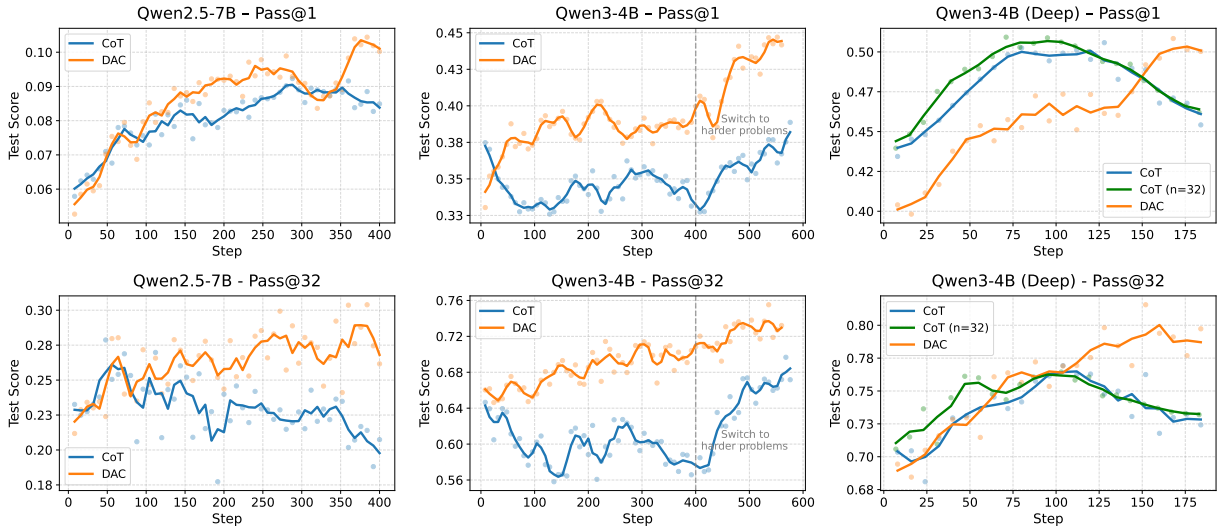 Qwen2.5-7B – Pass@1
Test Score
0.10
0.09
0.08
0.07
0.06
CoT
DAC
0
50
100
150
200
250
300
350
400
Step
Qwen3-4B – Pass@1
Test Score
0.45
0.43
0.40
0.38
0.35
0.33
CoT
DAC
Switch to
harder problems
0
100
200
300
400
500
600
Step
Qwen3-4B (Deep) – Pass@1
Test Score
0.50
0.47
0.45
0.42
0.40
CoT
CoT (n=32)
DAC
0
25
50
75
100
125
150
175
Step
Qwen2.5-7B - Pass@32
Test Score
0.30
0.28
0.25
0.23
0.20
0.18
CoT
DAC
0
50
100
150
200
250
300
350
400
Step
Qwen3-4B - Pass@32
Test Score
0.76
0.72
0.68
0.64
0.60
0.56
CoT
DAC
Switch to
harder problems
0
100
200
300
400
500
600
Step
Qwen3-4B (Deep) - Pass@32
Test Score
0.80
0.78
0.75
0.73
0.70
0.68
CoT
CoT (n=32)
DAC
0
25
50
75
100
125
150
175
Step